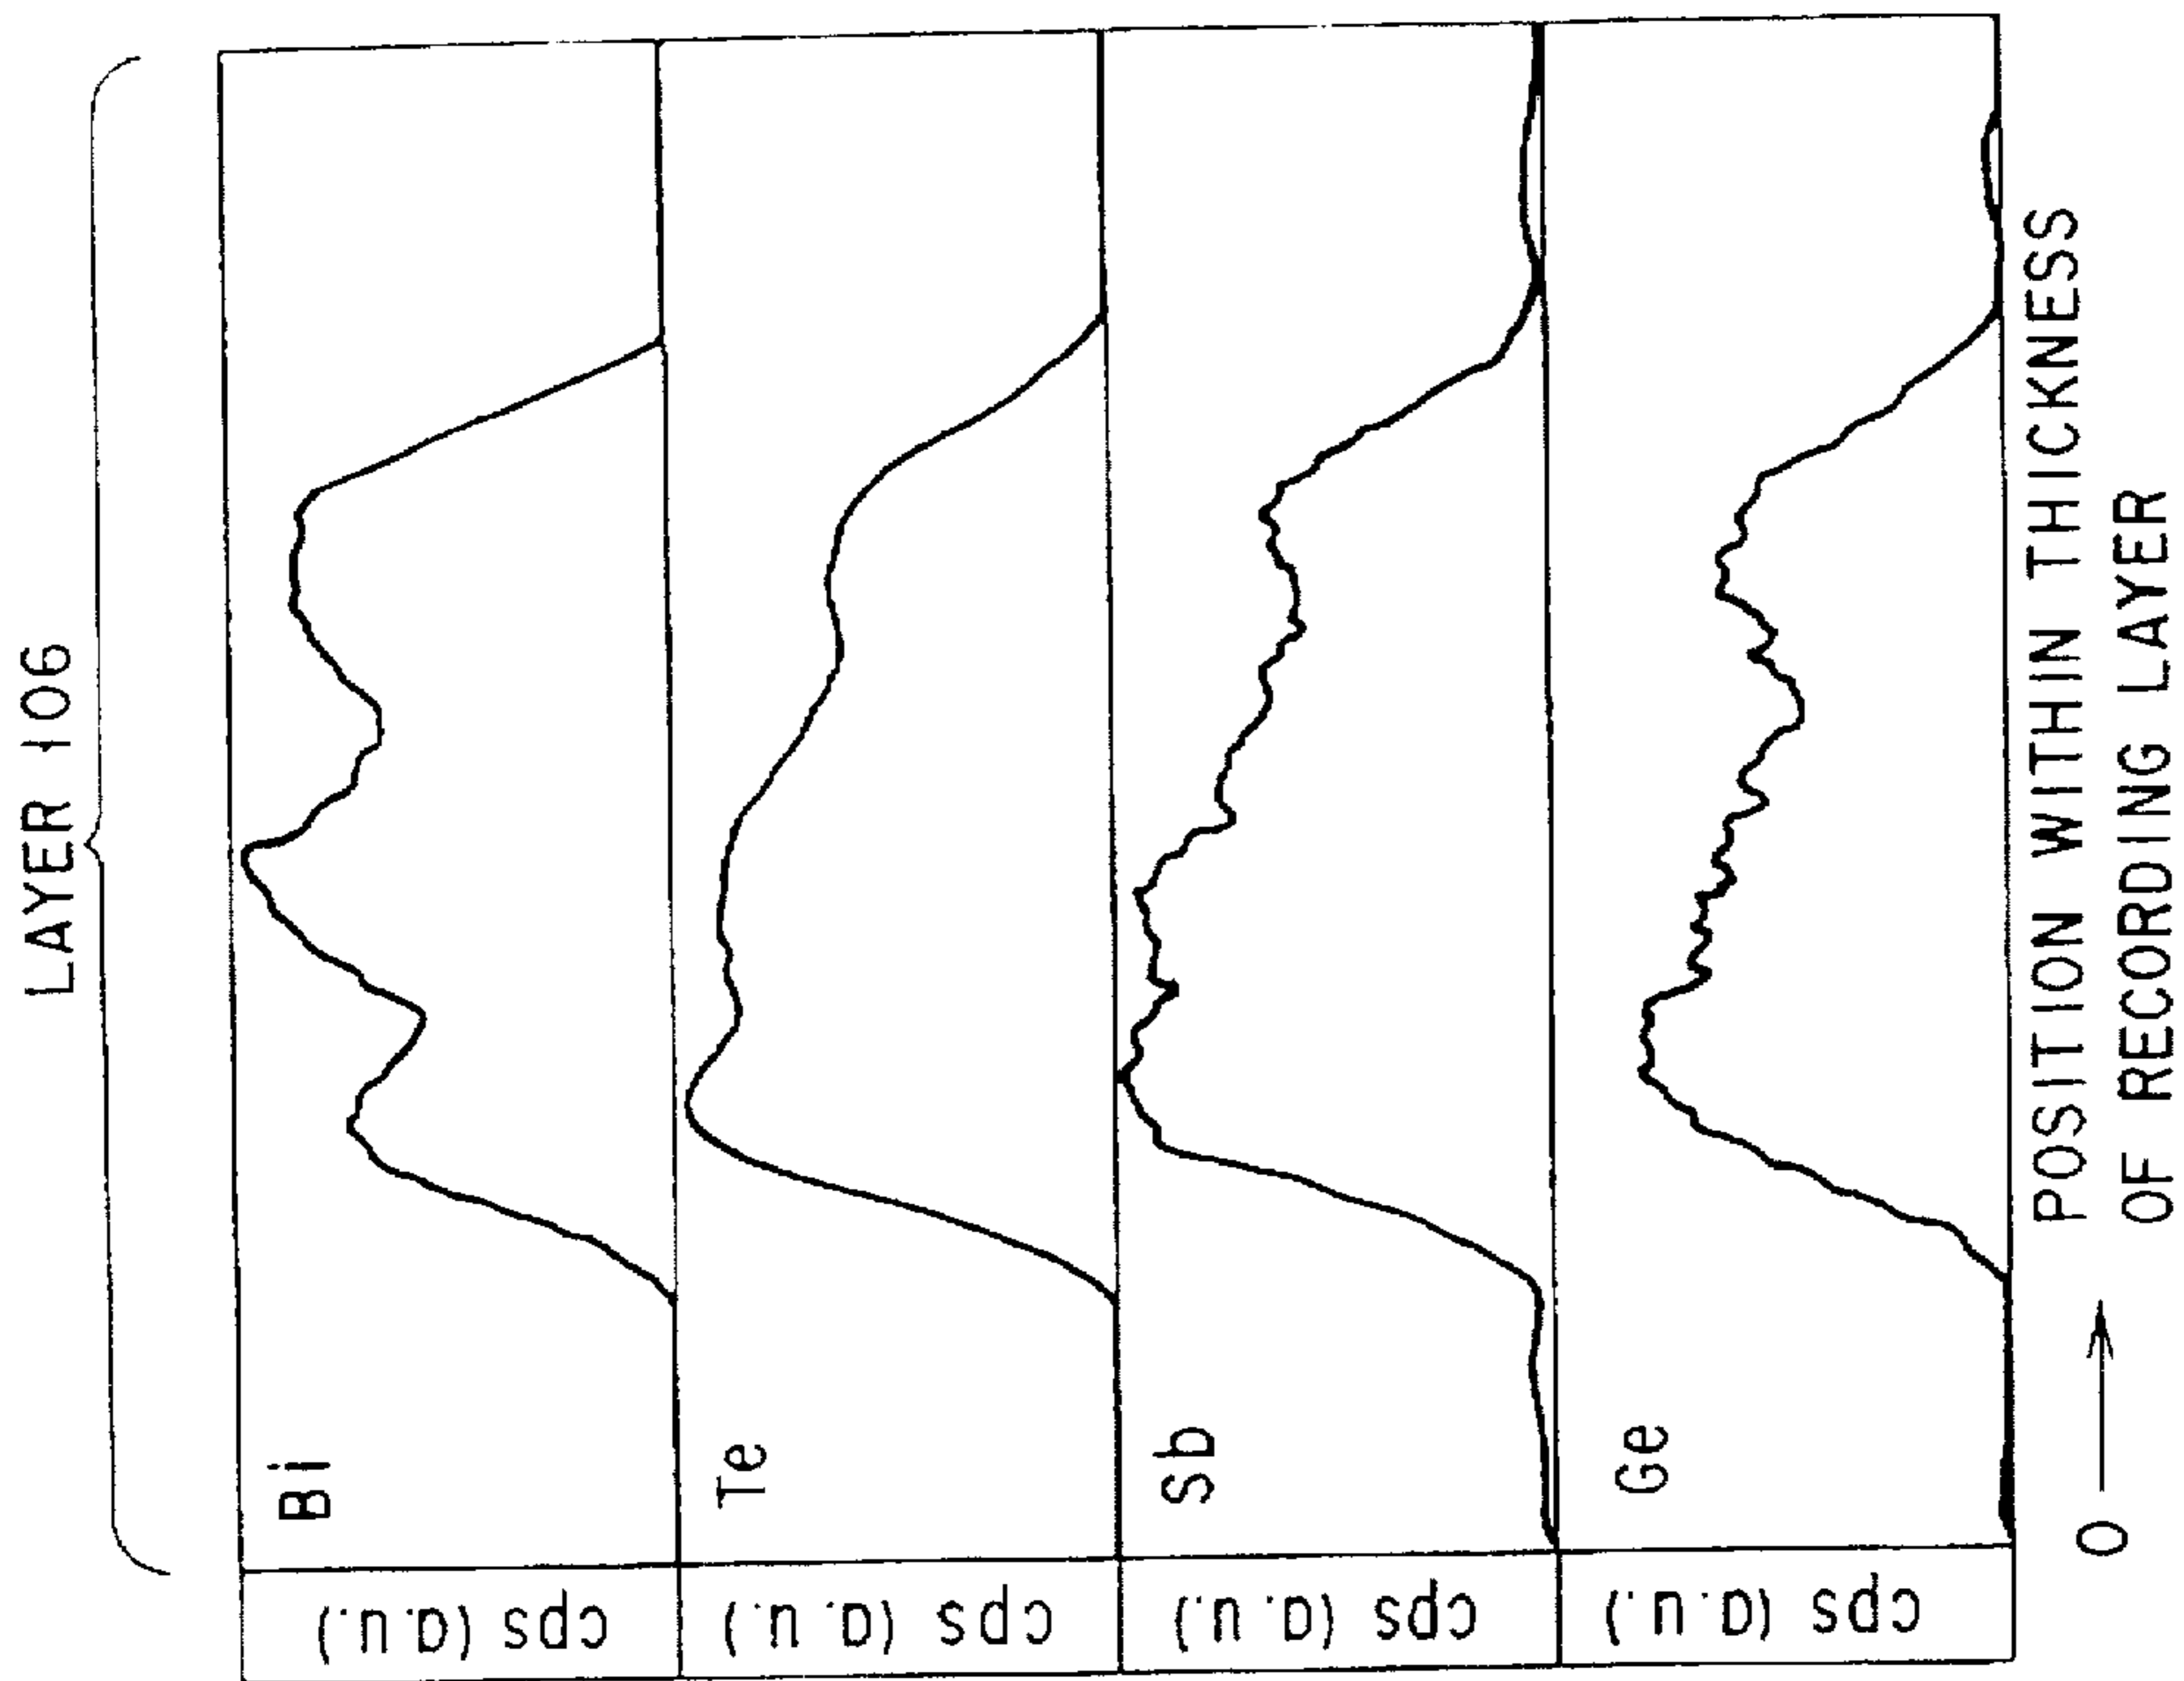 LAYER 106
Bi
Te
Sb
Ge
cps (a.u.)
cps (a.u.)
cps (a.u.)
cps (a.u.)
0
POSITION WITHIN THICKNESS
OF RECORDING LAYER